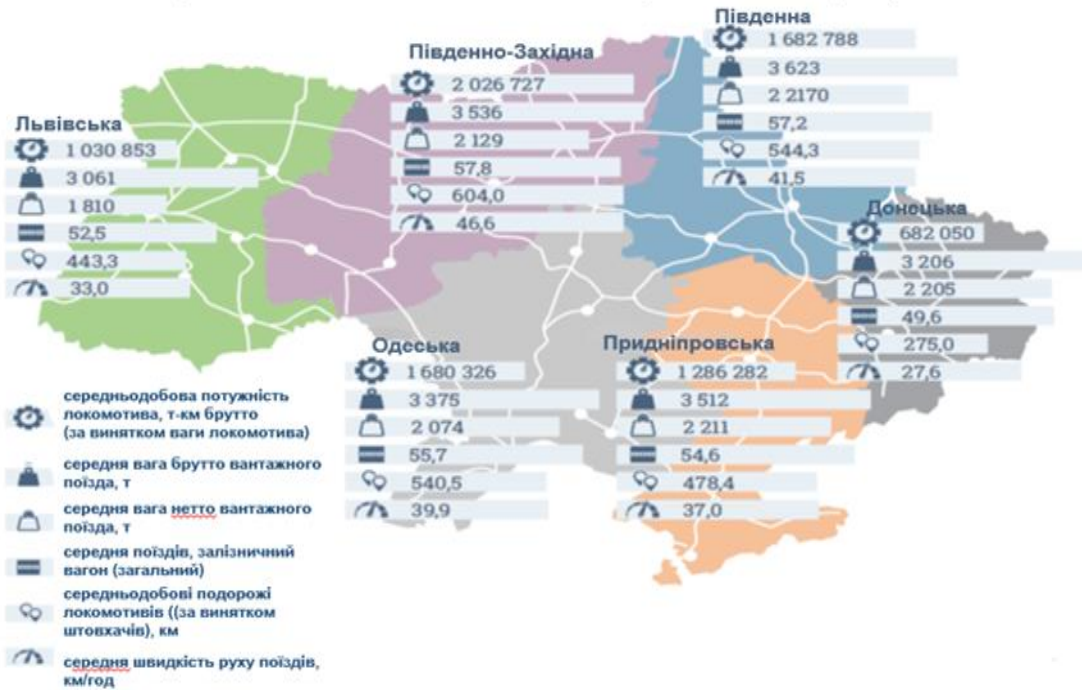 Південна
1 682 788
3 623
2 2170
57,2
544,3
41,5
Південно-Західна
2 026 727
3 536
2 129
57,8
604,0
46,6
Львівська
1 030 853
3 061
1 810
52,5
443,3
33,0
Донецька
682 050
3 206
2 205
49,6
275,0
27,6
Одеська
1 680 326
3 375
2 074
55,7
540,5
39,9
Придніпровська
1 286 282
3 512
2 211
54,6
478,4
37,0
середньодобова потужність
локомотива, т-км брутто
(за винятком ваги локомотива)
середня вага брутто вантажного
поїзда, т
середня вага нетто вантажного
поїзда, т
середня поїздів, залізничний
вагон (загальний)
середньодобові подорожі
локомотивів ((за винятком
штовхачів), км
середня швидкість руху поїздів,
км/год